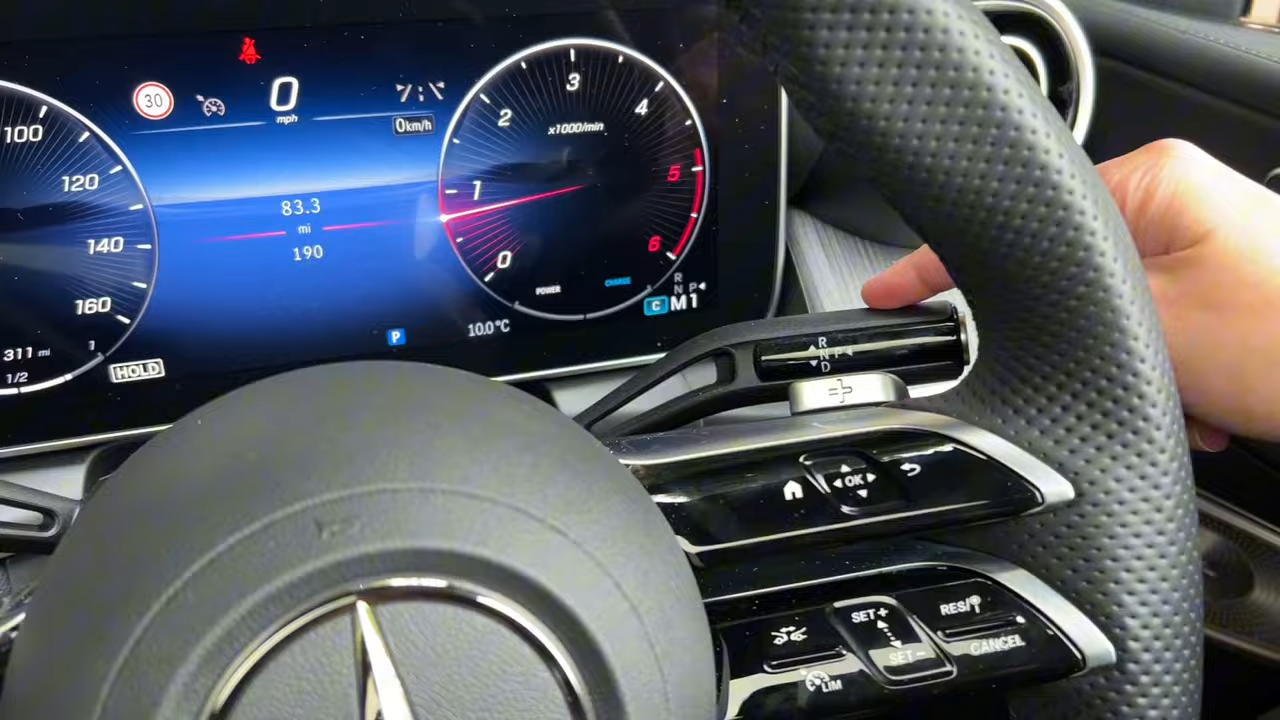 30
0
mph
0km/h
100
120
140
160
311 mi
1/2
1
HOLD
83.3
mi
190
P
10.0°C
0
1
2
3
4
5
6
x1000/min
POWER
CHARGE
R
N P
C M1
R
N P
D
OK
SET+
SET-
RES/
CANCEL
LIM